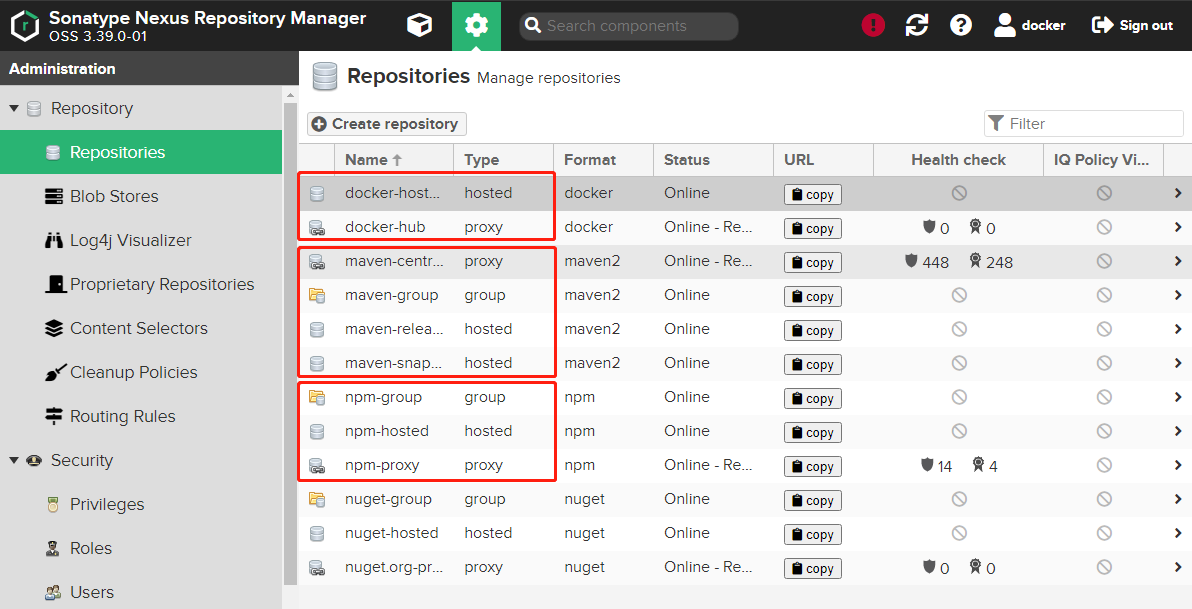 Sonatype Nexus Repository Manager
OSS 3.39.0-01
Search components
docker
Sign out
Administration
Repository
Repositories
Blob Stores
Log4j Visualizer
Proprietary Repositories
Content Selectors
Cleanup Policies
Routing Rules
Security
Privileges
Roles
Users
Repositories Manage repositories
Create repository
Filter
Name Type Format Status URL Health check IQ Policy Vi...
docker-host... hosted docker Online copy
docker-hub proxy docker Online - Re... copy 0 0
maven-centr... proxy maven2 Online - Re... copy 448 248
maven-group group maven2 Online copy
maven-relea... hosted maven2 Online copy
maven-snap... hosted maven2 Online copy
npm-group group npm Online copy
npm-hosted hosted npm Online copy
npm-proxy proxy npm Online - Re... copy 14 4
nuget-group group nuget Online copy
nuget-hosted hosted nuget Online copy
nuget.org-pr... proxy nuget Online - Re... copy 0 0